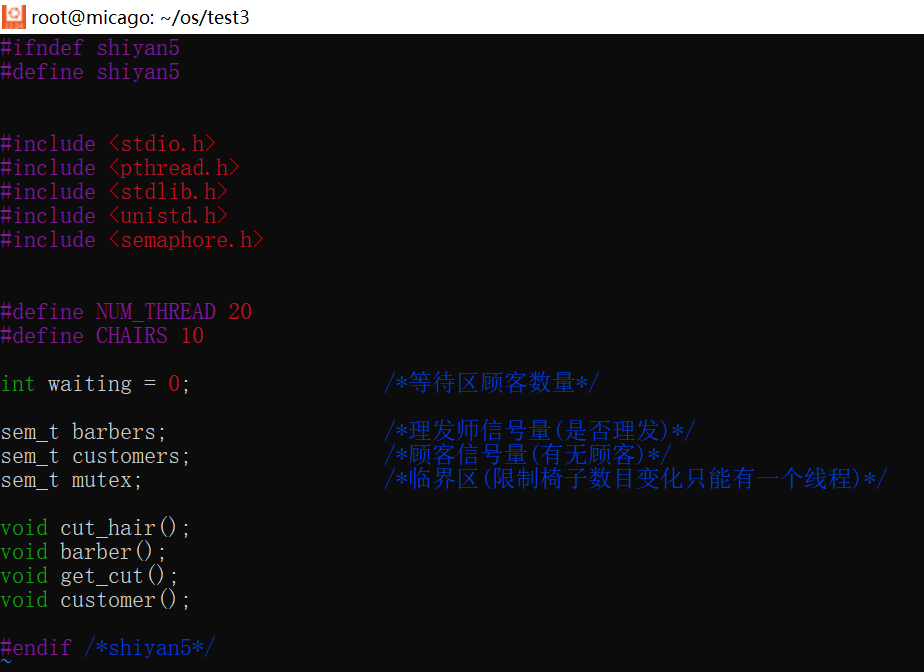 root@micago: ~/os/test3
#ifndef shiyan5
#define shiyan5
#include <stdio.h>
#include <pthread.h>
#include <stdlib.h>
#include <unistd.h>
#include <semaphore.h>
#define NUM_THREAD 20
#define CHAIRS 10
int waiting = 0; /*等待区顾客数量*/
sem_t barbers; /*理发师信号量(是否理发)*/
sem_t customers; /*顾客信号量(有无顾客)*/
sem_t mutex; /*临界区(限制椅子数目变化只能有一个线程)*/
void cut_hair();
void barber();
void get_cut();
void customer();
#endif /*shiyan5*/
~